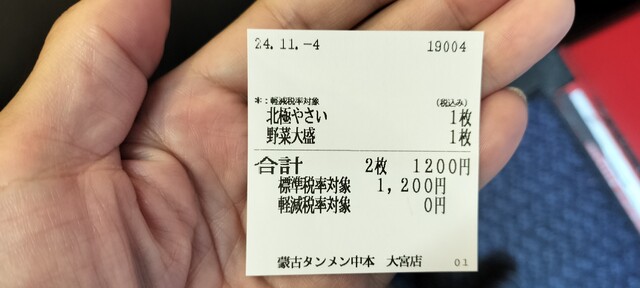 24.11.-4 19004
*:軽減税率対象 (税込み)
北極やさい 1枚
野菜大盛 1枚
合計 2枚 1200円
標準税率対象 1,200円
軽減税率対象 0円
蒙古タンメン中本 大宮店 01